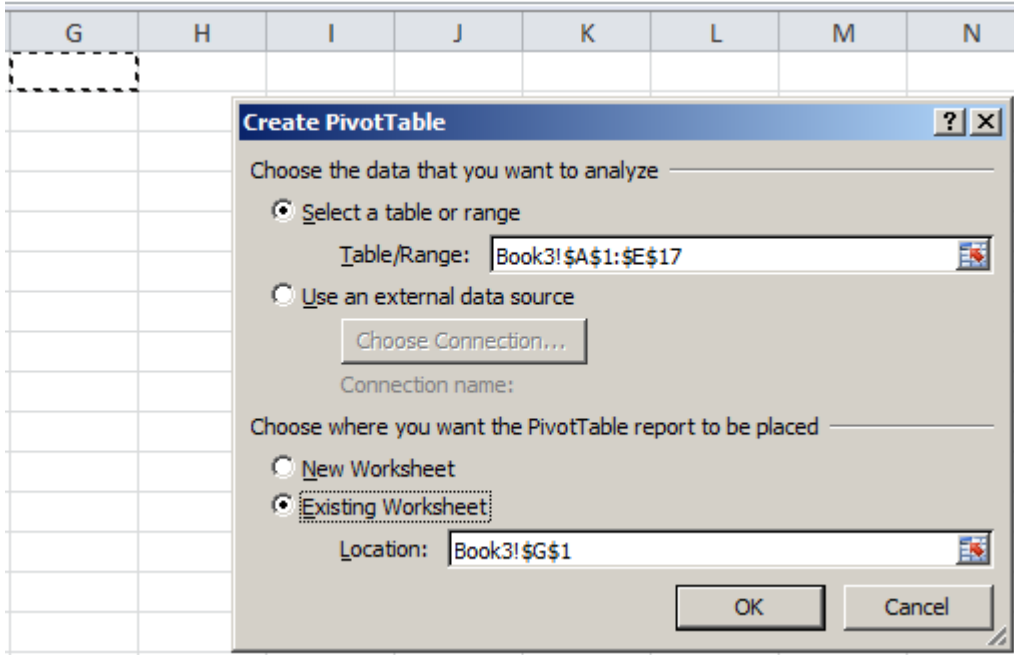 G H I J K L M N
Create PivotTable ? X
Choose the data that you want to analyze
Select a table or range
Table/Range: Book3!$A$1:$E$17
Use an external data source
Choose Connection...
Connection name:
Choose where you want the PivotTable report to be placed
New Worksheet
Existing Worksheet
Location: Book3!$G$1
OK Cancel